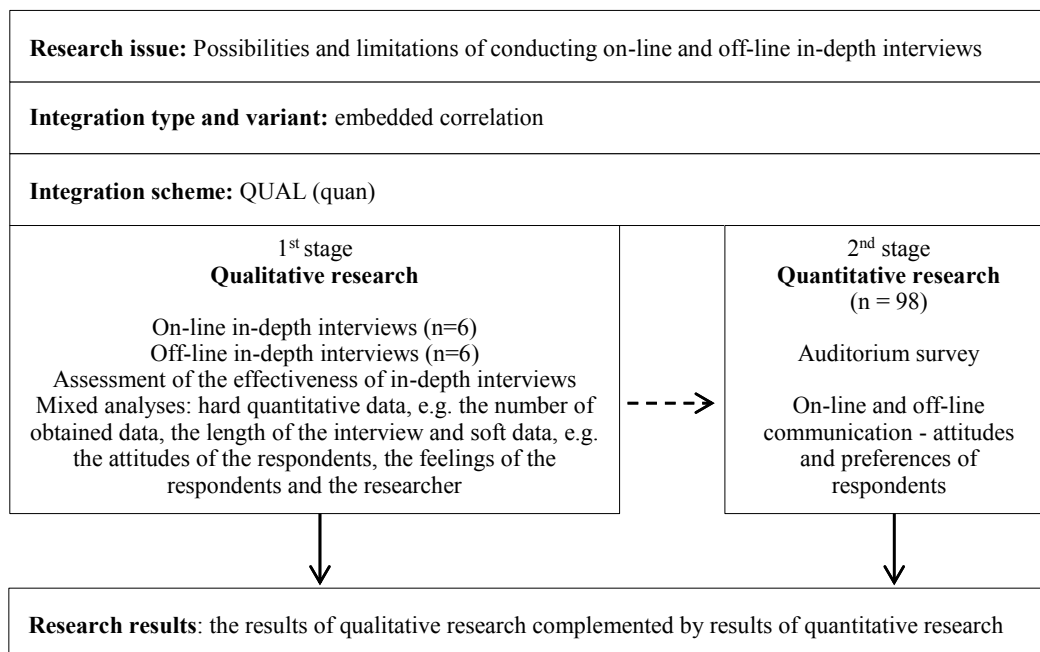 Research issue: Possibilities and limitations of conducting on-line and off-line in-depth interviews
Integration type and variant: embedded correlation
Integration scheme: QUAL (quan)
1st stage
Qualitative research
On-line in-depth interviews (n=6)
Off-line in-depth interviews (n=6)
Assessment of the effectiveness of in-depth interviews
Mixed analyses: hard quantitative data, e.g. the number of
obtained data, the length of the interview and soft data, e.g.
the attitudes of the respondents, the feelings of the
respondents and the researcher
2nd stage
Quantitative research
(n = 98)
Auditorium survey
On-line and off-line
communication - attitudes
and preferences of
respondents
Research results: the results of qualitative research complemented by results of quantitative research